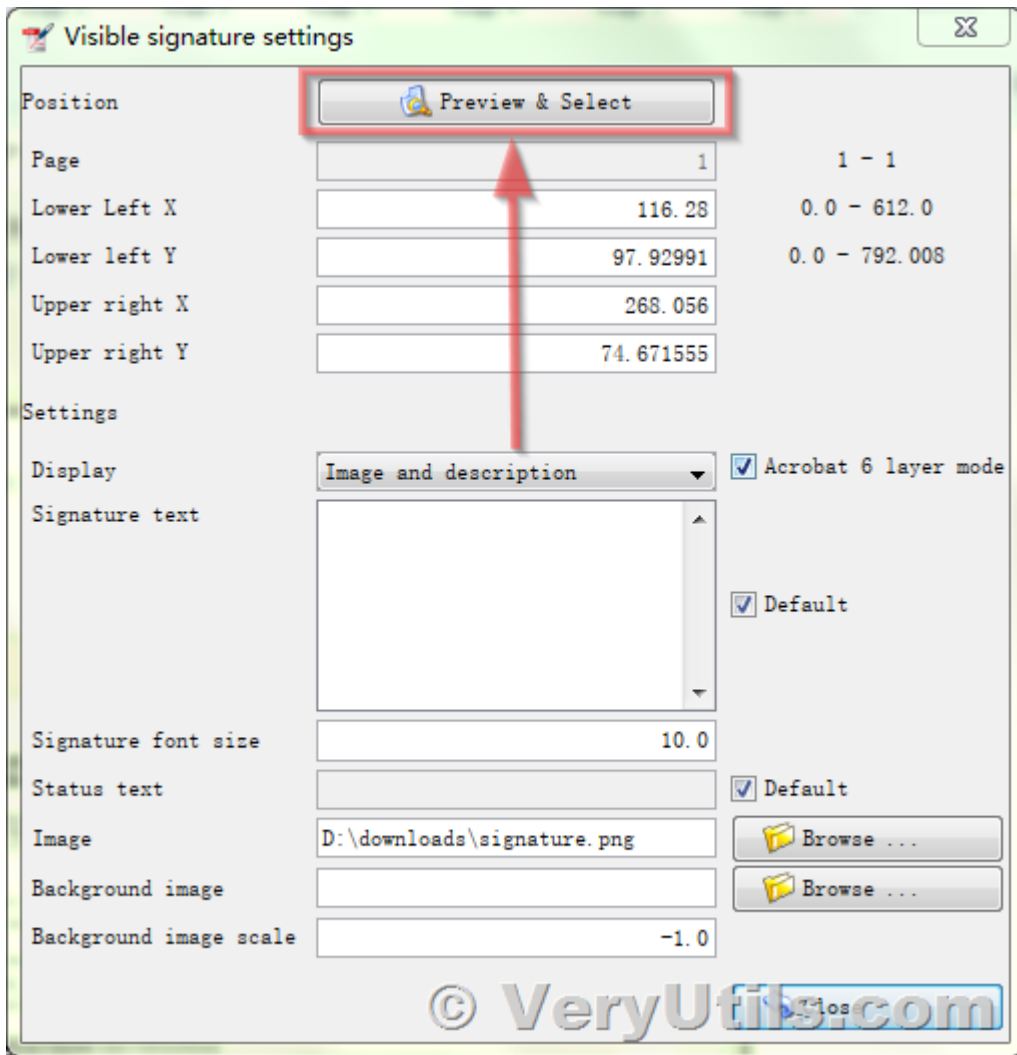 Visible signature settings
Position
Preview & Select
Page 1 1 - 1
Lower Left X 116.28 0.0 - 612.0
Lower left Y 97.92991 0.0 - 792.008
Upper right X 268.056
Upper right Y 74.671555
Settings
Display Image and description Acrobat 6 layer mode
Signature text
Default
Signature font size 10.0
Status text Default
Image D:\downloads\signature.png Browse ...
Background image Browse ...
Background image scale -1.0
© VeryUtils.com